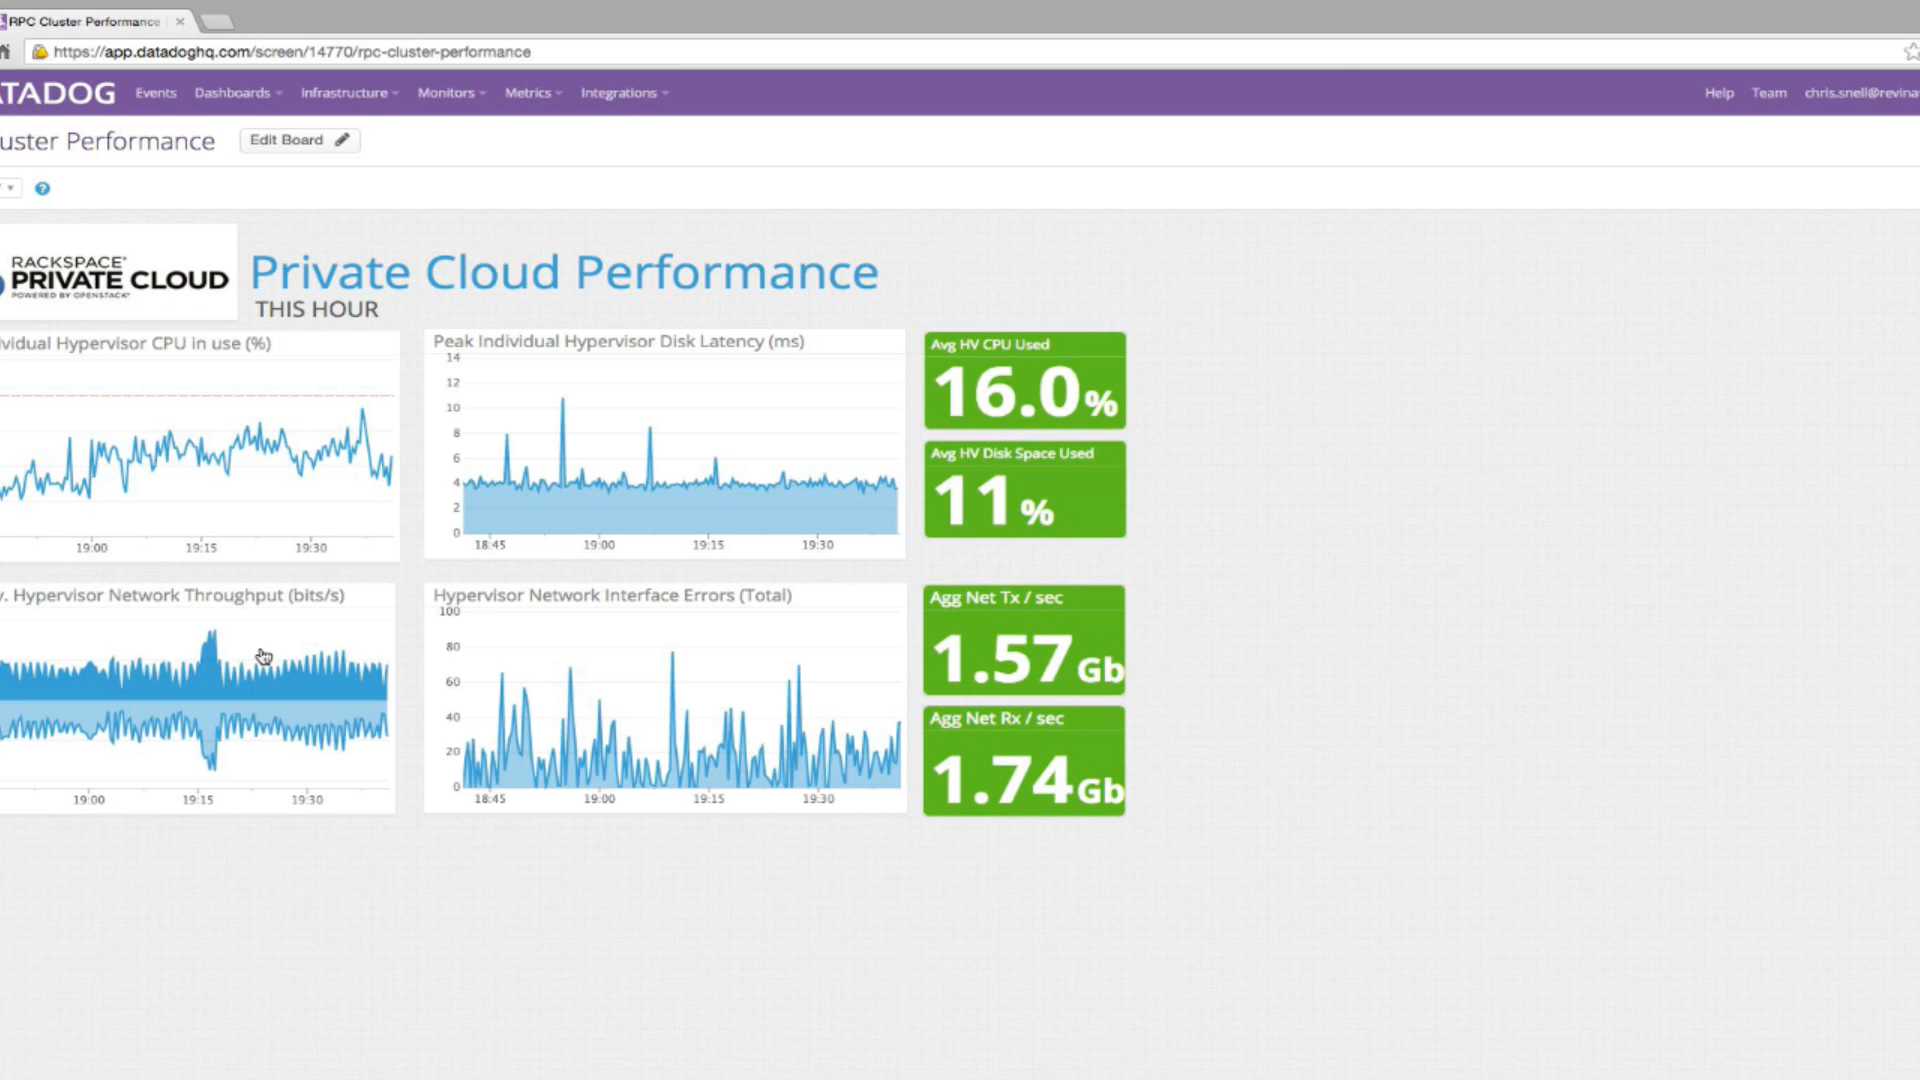 RPC Cluster Performance
https://app.datadoghq.com/screen/14770/rpc-cluster-performance
TADOG Events Dashboards Infrastructure Monitors Metrics Integrations Help Team chris.snell@revina
uster Performance Edit Board
?
RACKSPACE
PRIVATE CLOUD
POWERED BY OPENSTACK
Private Cloud Performance
THIS HOUR
vidual Hypervisor CPU in use (%)
19:00 19:15 19:30
Peak Individual Hypervisor Disk Latency (ms)
14
12
10
8
6
4
2
0
18:45 19:00 19:15 19:30
Avg HV CPU Used
16.0%
Avg HV Disk Space Used
11%
v. Hypervisor Network Throughput (bits/s)
19:00 19:15 19:30
Hypervisor Network Interface Errors (Total)
100
80
60
40
20
0
18:45 19:00 19:15 19:30
Agg Net Tx / sec
1.57Gb
Agg Net Rx / sec
1.74Gb